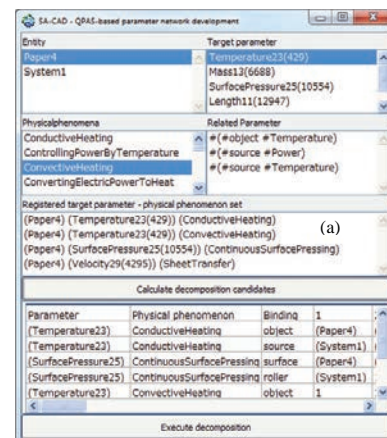 SA-CAD - QPAS-based parameter network development
Entity
Target parameter
Paper4
System1
Temperature23(429)
Mass13(6688)
SurfacePressure25(10554)
Length11(12947)
Physicalphenomena
Related Parameter
ConductiveHeating
ControllingPowerByTemperature
ConvectiveHeating
ConvertingElectricPowerToHeat
#(#object #Temperature)
#(#source #Power)
#(#source #Temperature)
Registered target parameter - physical phenomenon set
(Paper4) (Temperature23(429)) (ConductiveHeating)
(Paper4) (Temperature23(429)) (ConvectiveHeating)
(Paper4) (SurfacePressure25(10554)) (ContinuousSurfacePressing)
(Paper4) (Velocity29(4295)) (SheetTransfer)
(a)
Calculate decomposition candidates
Parameter Physical phenomenon Binding 1
(Temperature23) ConductiveHeating object (Paper4)
(Temperature23) ConductiveHeating source (System1)
(SurfacePressure25) ContinuousSurfacePressing surface (Paper4)
(SurfacePressure25) ContinuousSurfacePressing roller (System1)
(Temperature23) ConvectiveHeating object 1
Execute decomposition